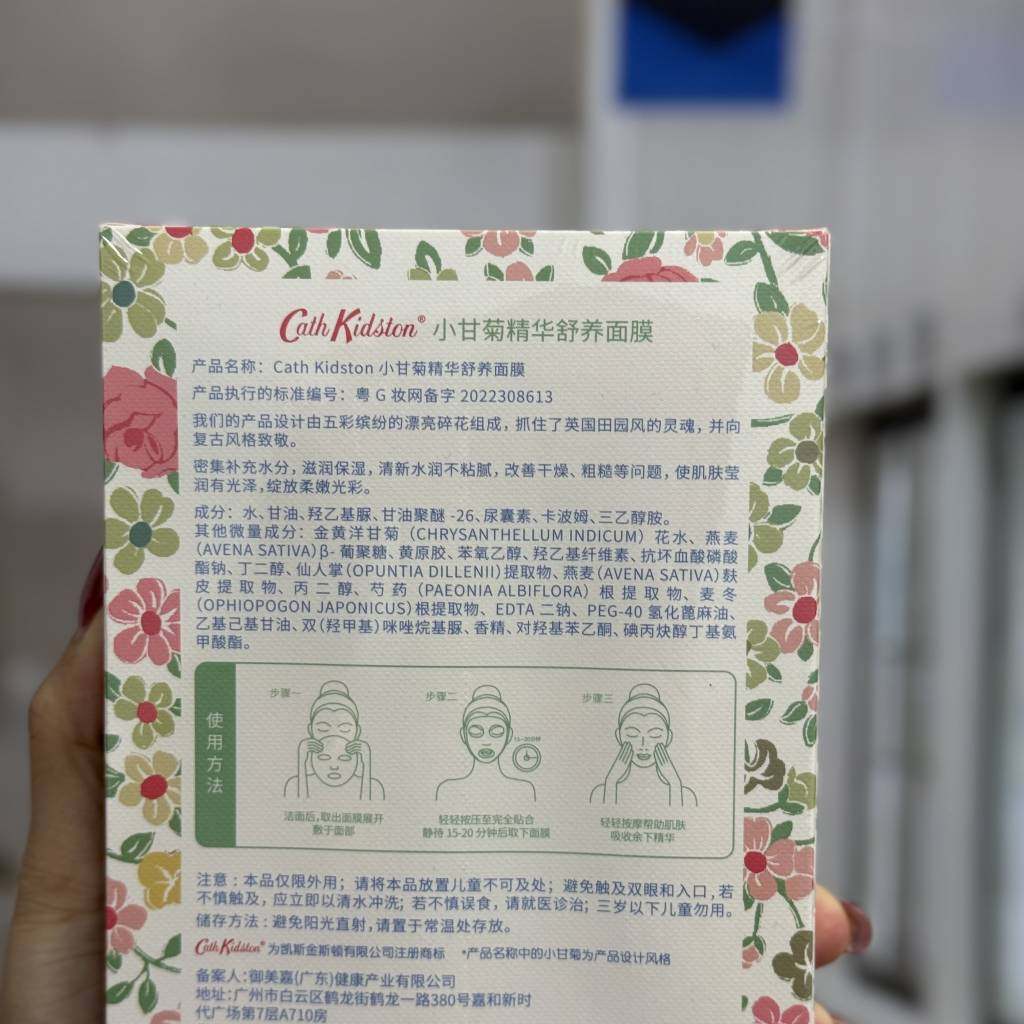 Cath Kidston® 小甘菊精华舒养面膜
产品名称：Cath Kidston 小甘菊精华舒养面膜
产品执行的标准编号：粤 G 妆网备字 2022308613
我们的产品设计由五彩缤纷的漂亮碎花组成，抓住了英国田园风的灵魂，并向
复古风格致敬。
密集补充水分，滋润保湿，清新水润不粘腻，改善干燥、粗糙等问题，使肌肤莹
润有光泽，绽放柔嫩光彩。
成分：水、甘油、羟乙基脲、甘油聚醚 -26、尿囊素、卡波姆、三乙醇胺。
其他微量成分：金黄洋甘菊（CHRYSANTHELLUM INDICUM）花水、燕麦
（AVENA SATIVA）β- 葡聚糖、黄原胶、苯氧乙醇、羟乙基纤维素、抗坏血酸磷酸
酯钠、丁二醇、仙人掌（OPUNTIA DILLENII）提取物、燕麦（AVENA SATIVA）麸
皮提取物、丙二醇、芍药（PAEONIA ALBIFLORA）根提取物、麦冬
（OPHIOPOGON JAPONICUS）根提取物、EDTA 二钠、PEG-40 氢化蓖麻油、
乙基己基甘油、双（羟甲基）咪唑烷基脲、香精、对羟基苯乙酮、碘丙炔醇丁基氨
甲酸酯。
使用方法
步骤一
步骤二
步骤三
15-20分钟
洁面后，取出面膜展开
敷于面部
轻轻按压至完全贴合
静待 15-20 分钟后取下面膜
轻轻按摩帮助肌肤
吸收余下精华
注意：本品仅限外用；请将本品放置儿童不可及处；避免触及双眼和入口，若
不慎触及，应立即以清水冲洗；若不慎误食，请就医诊治；三岁以下儿童勿用。
储存方法：避免阳光直射，请置于常温处存放。
Cath Kidston® 为凯斯金斯顿有限公司注册商标 *产品名称中的小甘菊为产品设计风格
备案人：御美嘉(广东)健康产业有限公司
地址：广州市白云区鹤龙街鹤龙一路380号嘉和新时
代广场第7层A710房